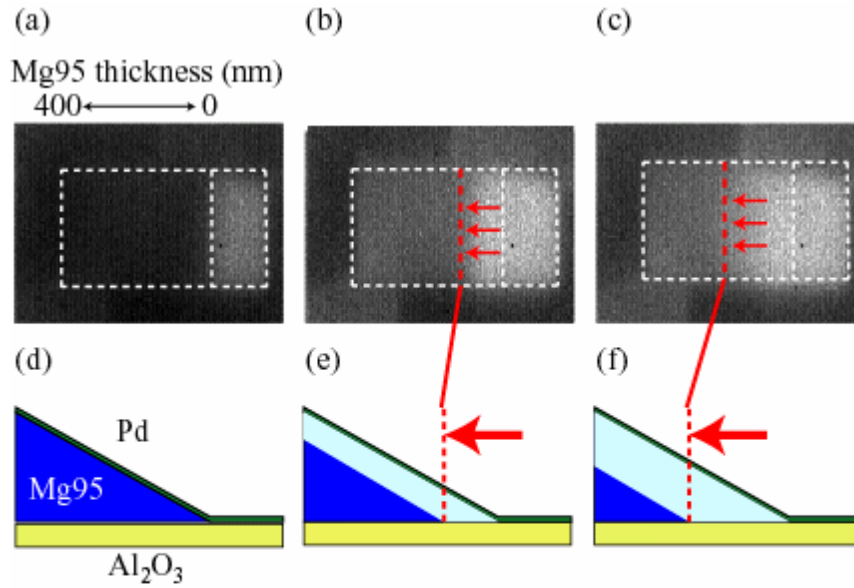 (a) (b) (c)
Mg95 thickness (nm)
400 0
(d) (e) (f)
Pd
Mg95
Al₂O₃